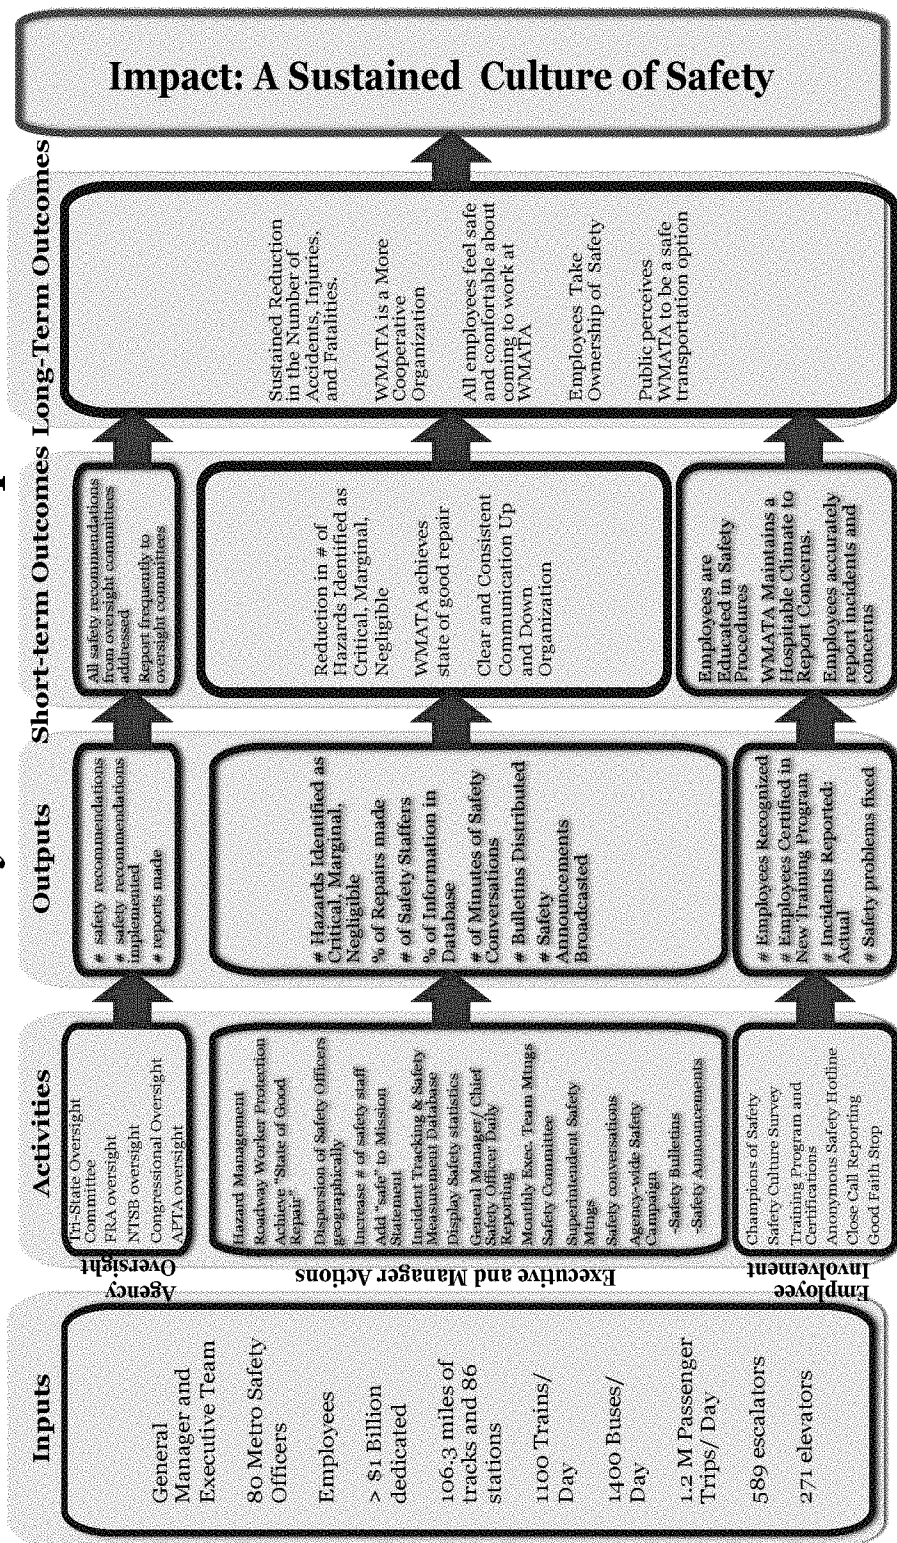 Inputs
General
Manager and
Executive Team
80 Metro Safety
Officers
Employees
> $1 Billion
dedicated
106.3 miles of
tracks and 86
stations
1100 Trains/
Day
1400 Buses/
Day
1.2 M Passenger
Trips/ Day
589 escalators
271 elevators
Activities
Agency
Oversight
Tri-State Oversight
Committee
FRA oversight
NTSB oversight
Congressional Oversight
APTA oversight
Executive and Manager Actions
Hazard Management
Roadway Worker Protection
Achieve "State of Good
Repair"
Dispersion of Safety Officers
geographically
Increase # of safety staff
Add "safe" to Mission
Statement
Incident Tracking & Safety
Measurement Database
Display Safety statistics
General Manager/ Chief
Safety Officer Daily
Reporting
Monthly Exec. Team Mtngs
Safety Committee
Superintendent Safety
Mtngs
Safety conversations
Agency-wide Safety
Campaign
-Safety Bulletins
-Safety Announcements
Employee
Involvement
Champions of Safety
Safety Culture Survey
Training Program and
Certifications
Anonymous Safety Hotline
Close Call Reporting
Good Faith Stop
Outputs
# safety recommendations
# safety recommendations
implemented
# reports made
# Hazards Identified as
Critical, Marginal,
Negligible
% of Repairs made
# of Safety Staffers
% of Information in
Database
# of Minutes of Safety
Conversations
# Bulletins Distributed
# Safety
Announcements
Broadcasted
# Employees Recognized
# Employees Certified in
New Training Program
# Incidents Reported:
Actual
# Safety problems fixed
Short-term Outcomes
All safety recommendations
from oversight committees
addressed
Report frequently to
oversight committees
Reduction in # of
Hazards Identified as
Critical, Marginal,
Negligible
WMATA achieves
state of good repair
Clear and Consistent
Communication Up
and Down
Organization
Employees are
Educated in Safety
Procedures
WMATA Maintains a
Hospitable Climate to
Report Concerns.
Employees accurately
report incidents and
concerns
Long-Term Outcomes
Sustained Reduction
in the Number of
Accidents, Injuries,
and Fatalities.
WMATA is a More
Cooperative
Organization
All employees feel safe
and comfortable about
coming to work at
WMATA
Employees Take
Ownership of Safety
Public perceives
WMATA to be a safe
transportation option
Impact: A Sustained Culture of Safety